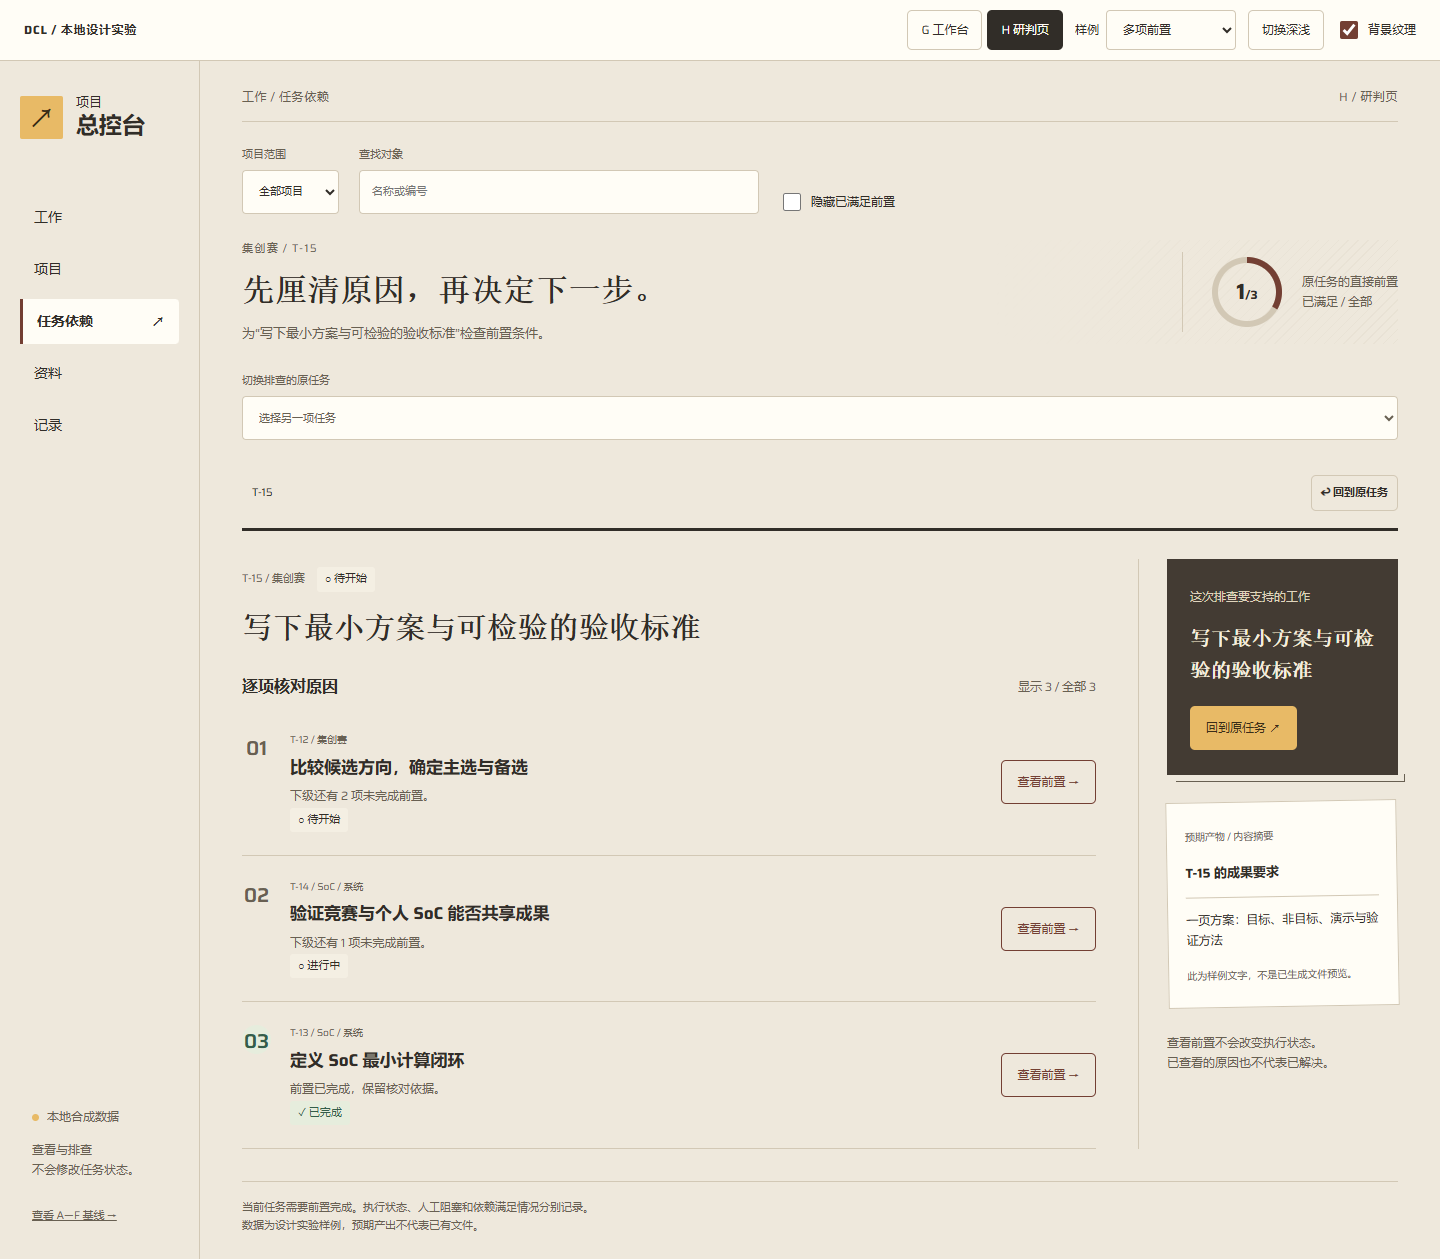 DCL / 本地设计实验
G 工作台
H 研判页
样例
多项前置
切换深浅
背景纹理
项目
总控台
工作
项目
任务依赖 ↗
资料
记录
本地合成数据
查看与排查
不会修改任务状态。
查看 A—F 基线 →
工作 / 任务依赖
H / 研判页
项目范围
查找对象
全部项目
名称或编号
隐藏已满足前置
集创赛 / T-15
先厘清原因，再决定下一步。
为"写下最小方案与可检验的验收标准"检查前置条件。
1/3
原任务的直接前置
已满足 / 全部
切换排查的原任务
选择另一项任务
T-15
↩ 回到原任务
T-15 / 集创赛
○ 待开始
写下最小方案与可检验的验收标准
逐项核对原因
显示 3 / 全部 3
01
T-12 / 集创赛
比较候选方向，确定主选与备选
下级还有 2 项未完成前置。
○ 待开始
查看前置 →
02
T-14 / SoC / 系统
验证竞赛与个人 SoC 能否共享成果
下级还有 1 项未完成前置。
○ 进行中
查看前置 →
03
T-13 / SoC / 系统
定义 SoC 最小计算闭环
前置已完成，保留核对依据。
✓ 已完成
查看前置 →
这次排查要支持的工作
写下最小方案与可检
验的验收标准
回到原任务 ↗
预期产物 / 内容摘要
T-15 的成果要求
一页方案：目标、非目标、演示与验
证方法
此为样例文字，不是已生成文件预览。
查看前置不会改变执行状态。
已查看的原因也不代表已解决。
当前任务需要前置完成。执行状态、人工阻塞和依赖满足情况分别记录。
数据为设计实验样例，预期产出不代表已有文件。